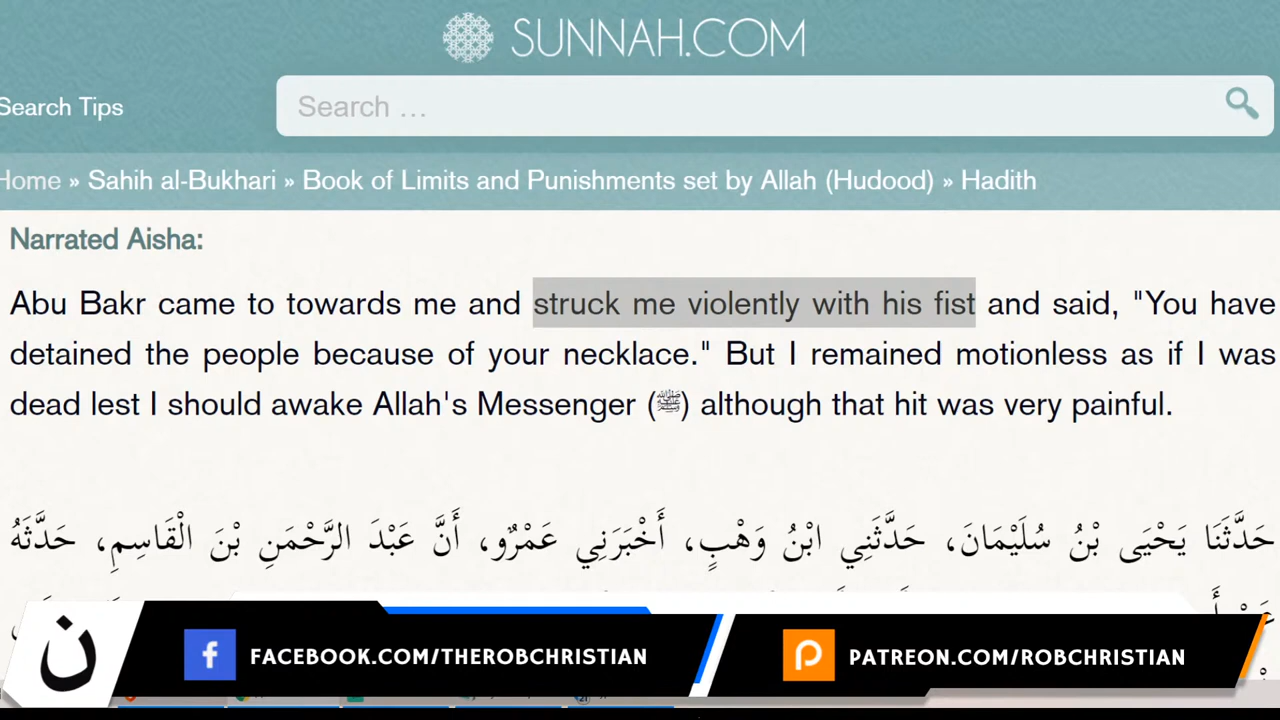 SUNNAH.COM
Search Tips
Search …
Home » Sahih al-Bukhari » Book of Limits and Punishments set by Allah (Hudood) » Hadith
Narrated Aisha:
Abu Bakr came to towards me and struck me violently with his fist and said, "You have
detained the people because of your necklace." But I remained motionless as if I was
dead lest I should awake Allah's Messenger (ﷺ) although that hit was very painful.
حَدَّثَنَا يَحْيَى بْنُ سُلَيْمَانَ، حَدَّثَنِي ابْنُ وَهْبٍ، أَخْبَرَنِي عَمْرٌو، أَنَّ عَبْدَ الرَّحْمَنِ بْنَ الْقَاسِمِ، حَدَّثَهُ
ن
FACEBOOK.COM/THEROBCHRISTIAN
PATREON.COM/ROBCHRISTIAN